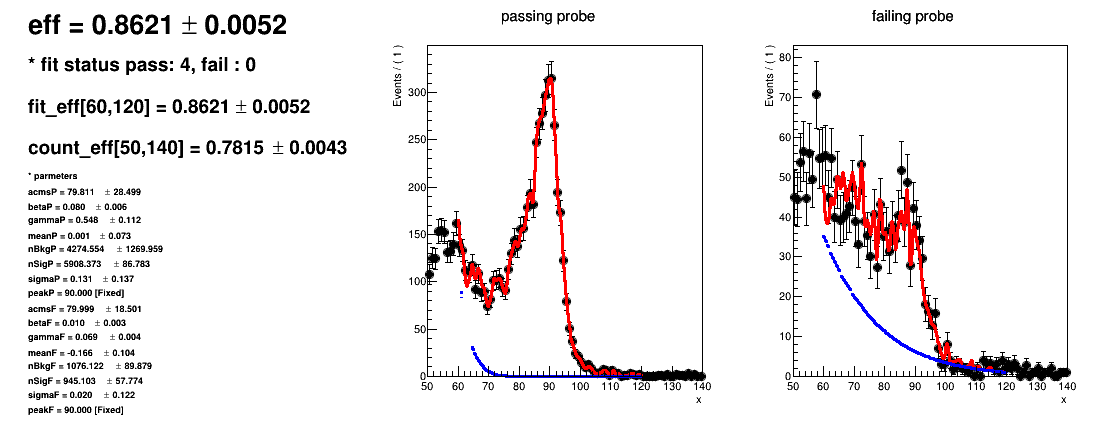 eff = 0.8621 ± 0.0052
* fit status pass: 4, fail : 0
fit_eff[60,120] = 0.8621 ± 0.0052
count_eff[50,140] = 0.7815 ± 0.0043
* parmeters
acmsP = 79.811 ± 28.499
betaP = 0.080 ± 0.006
gammaP = 0.548 ± 0.112
meanP = 0.001 ± 0.073
nBkgP = 4274.554 ± 1269.959
nSigP = 5908.373 ± 86.783
sigmaP = 0.131 ± 0.137
peakP = 90.000 [Fixed]
acmsF = 79.999 ± 18.501
betaF = 0.010 ± 0.003
gammaF = 0.069 ± 0.004
meanF = -0.166 ± 0.104
nBkgF = 1076.122 ± 89.879
nSigF = 945.103 ± 57.774
sigmaF = 0.020 ± 0.122
peakF = 90.000 [Fixed]
passing probe
Events / ( 1 )
300
250
200
150
100
50
0
50 60 70 80 90 100 110 120 130 140
x
failing probe
Events / ( 1 )
80
70
60
50
40
30
20
10
0
50 60 70 80 90 100 110 120 130 140
x